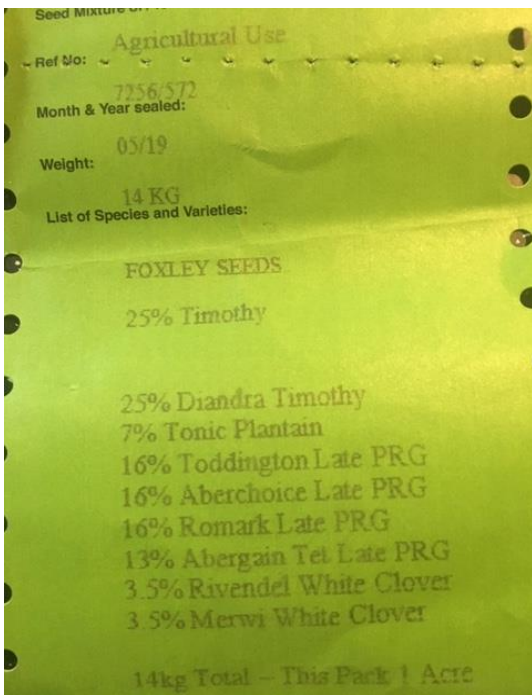 Seed Mixture
Agricultural Use
Ref No:
7256/572
Month & Year sealed:
05/19
Weight:
14 KG
List of Species and Varieties:
FOXLEY SEEDS
25% Timothy
25% Diandra Timothy
7% Tonic Plantain
16% Toddington Late PRG
16% Aberchoice Late PRG
16% Romark Late PRG
13% Abergain Tet Late PRG
3.5% Rivendel White Clover
3.5% Merwi White Clover
14kg Total – This Pack 1 Acre